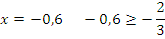 x = −0,6    −0,6 ≥ −2/3